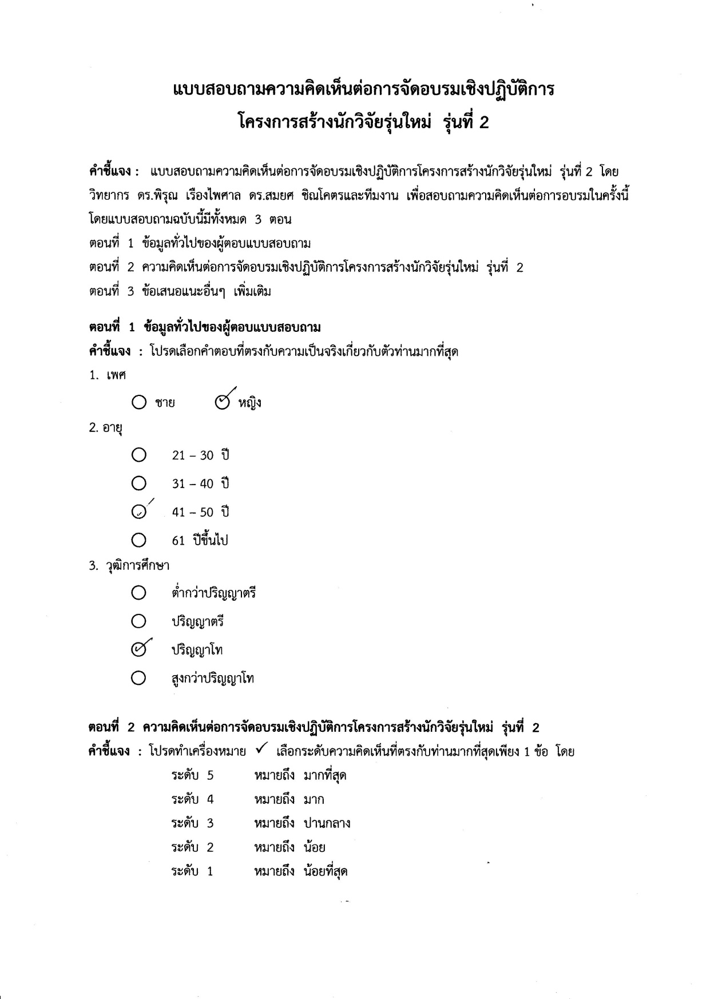 แบบสอบถามความคิดเห็นต่อการจัดอบรมเชิงปฏิบัติการ
โครงการสร้างนักวิจัยรุ่นใหม่ รุ่นที่ 2
คำชี้แจง : แบบสอบถามความคิดเห็นต่อการจัดอบรมเชิงปฏิบัติการโครงการสร้างนักวิจัยรุ่นใหม่ รุ่นที่ 2 โดย
วิทยากร ดร.พิรุณ เรืองไพศาล ดร.สมยศ ชิณโคตรและทีมงาน เพื่อสอบถามความคิดเห็นต่อการอบรมในครั้งนี้
โดยแบบสอบถามฉบับนี้มีทั้งหมด 3 ตอน
ตอนที่ 1 ข้อมูลทั่วไปของผู้ตอบแบบสอบถาม
ตอนที่ 2 ความคิดเห็นต่อการจัดอบรมเชิงปฏิบัติการโครงการสร้างนักวิจัยรุ่นใหม่ รุ่นที่ 2
ตอนที่ 3 ข้อเสนอแนะอื่นๆ เพิ่มเติม
ตอนที่ 1 ข้อมูลทั่วไปของผู้ตอบแบบสอบถาม
คำชี้แจง : โปรดเลือกคำตอบที่ตรงกับความเป็นจริงเกี่ยวกับตัวท่านมากที่สุด
1. เพศ
ชาย หญิง
2. อายุ
21 – 30 ปี
31 – 40 ปี
41 – 50 ปี
61 ปีขึ้นไป
3. วุฒิการศึกษา
ต่ำกว่าปริญญาตรี
ปริญญาตรี
ปริญญาโท
สูงกว่าปริญญาโท
ตอนที่ 2 ความคิดเห็นต่อการจัดอบรมเชิงปฏิบัติการโครงการสร้างนักวิจัยรุ่นใหม่ รุ่นที่ 2
คำชี้แจง : โปรดทำเครื่องหมาย ✓ เลือกระดับความคิดเห็นที่ตรงกับท่านมากที่สุดเพียง 1 ข้อ โดย
ระดับ 5 หมายถึง มากที่สุด
ระดับ 4 หมายถึง มาก
ระดับ 3 หมายถึง ปานกลาง
ระดับ 2 หมายถึง น้อย
ระดับ 1 หมายถึง น้อยที่สุด